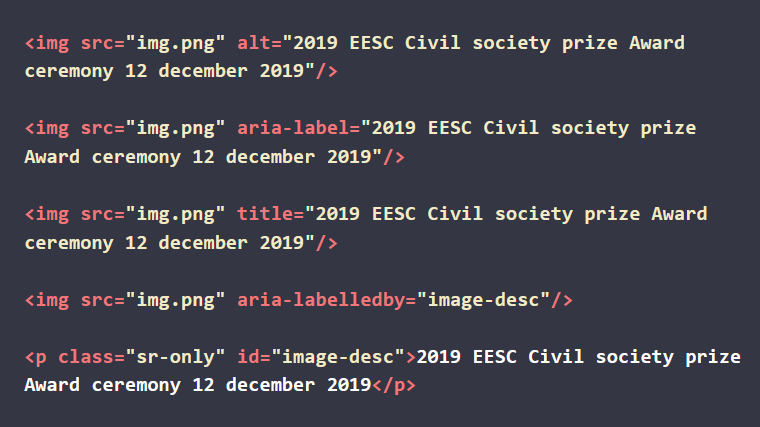 <img src="img.png" alt="2019 EESC Civil society prize Award
ceremony 12 december 2019"/>
<img src="img.png" aria-label="2019 EESC Civil society prize
Award ceremony 12 december 2019"/>
<img src="img.png" title="2019 EESC Civil society prize Award
ceremony 12 december 2019"/>
<img src="img.png" aria-labelledby="image-desc"/>
<p class="sr-only" id="image-desc">2019 EESC Civil society prize
Award ceremony 12 december 2019</p>